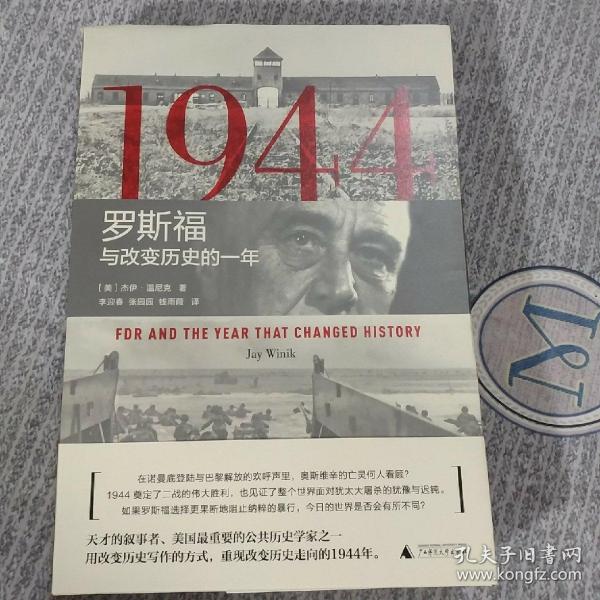 1944
罗斯福
与改变历史的一年
［美］杰伊·温尼克 著
李迎春 张园园 钱雨葭 译
FDR AND THE YEAR THAT CHANGED HISTORY
Jay Winik
在诺曼底登陆与巴黎解放的欢呼声里，奥斯维辛的亡灵何人看顾？
1944 奠定了二战的伟大胜利，也见证了整个世界面对犹太大屠杀的犹豫与迟钝。
如果罗斯福选择更果断地阻止纳粹的暴行，今日的世界是否会有所不同？
天才的叙事者、美国最重要的公共历史学家之一
用改变历史写作的方式，重现改变历史走向的1944年。
孔夫子旧书网
www.kongfz.com